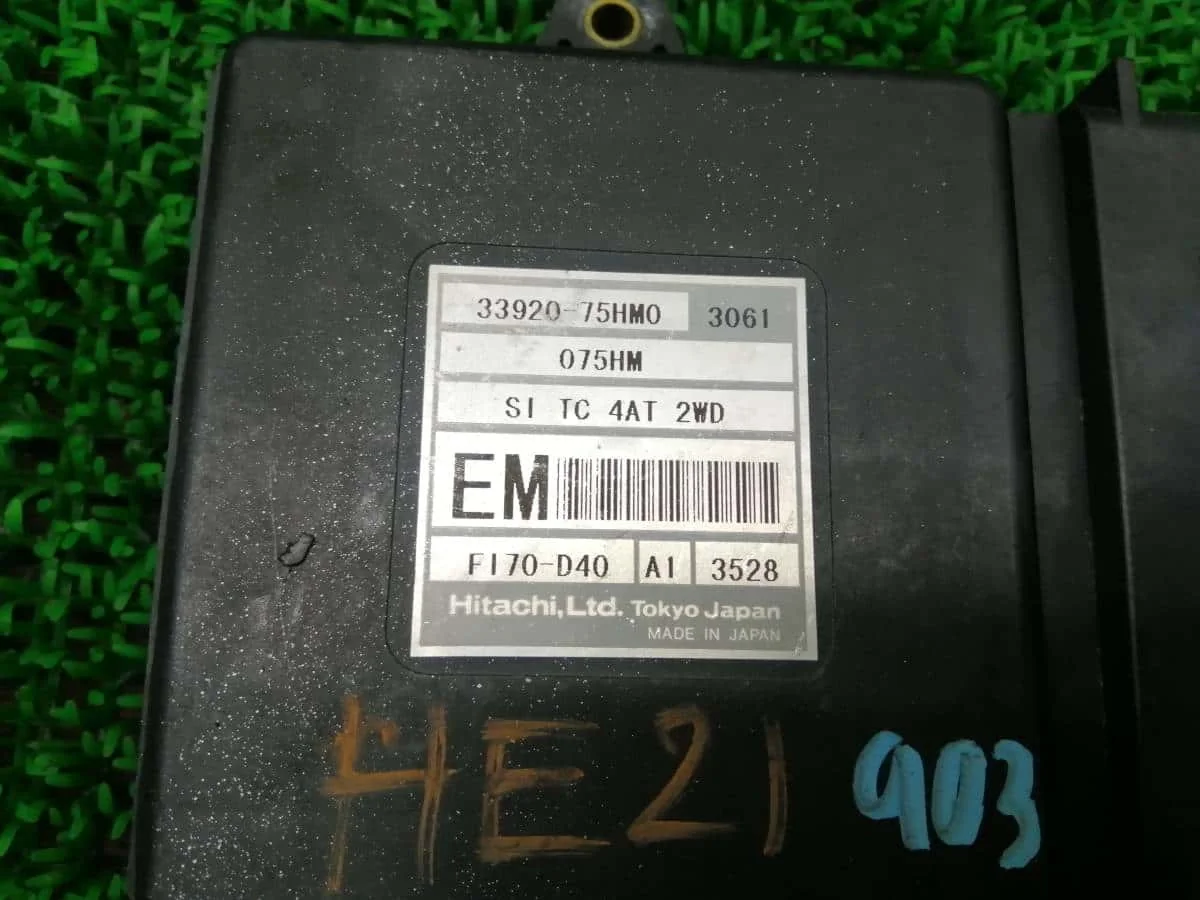 33920-75HM0 3061
075HM
SI TC 4AT 2WD
EM
FI70-D40 A1 3528
Hitachi, Ltd. Tokyo Japan
MADE IN JAPAN
HE21 903